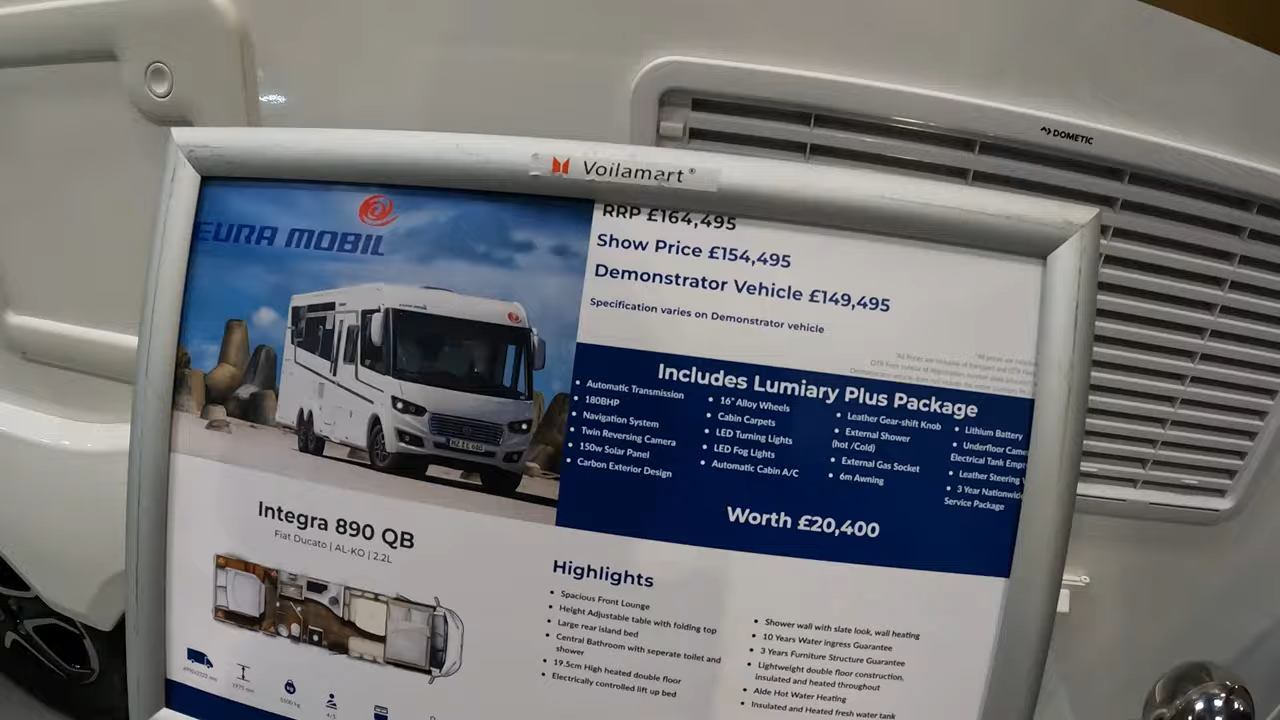 DOMETIC
Voilamart®
EURA MOBIL
RRP £164,495
Show Price £154,495
Demonstrator Vehicle £149,495
Specification varies on Demonstrator vehicle
Includes Lumiary Plus Package
• Automatic Transmission
• 180BHP
• Navigation System
• Twin Reversing Camera
• 150w Solar Panel
• Carbon Exterior Design
• 16" Alloy Wheels
• Cabin Carpets
• LED Turning Lights
• LED Fog Lights
• Automatic Cabin A/C
• Leather Gear-shift Knob
• External Shower
(hot /Cold)
• External Gas Socket
• 6m Awning
• Lithium Battery
• Underfloor
Electrical Tank
• Leather Steering
• 3 Year Nationwide
Service Package
Worth £20,400
Integra 890 QB
Fiat Ducato | AL-KO | 2.2L
Highlights
• Spacious Front Lounge
• Height Adjustable table with folding top
• Large rear island bed
• Central Bathroom with seperate toilet and
shower
• 19.5cm High heated double floor
• Electrically controlled lift up bed
• Shower wall with slate look, wall heating
• 10 Years Water ingress Guarantee
• 3 Years Furniture Structure Guarantee
• Lightweight double floor construction,
Insulated and heated throughout
• Alde Hot Water Heating
• Insulated and Heated fresh water tank